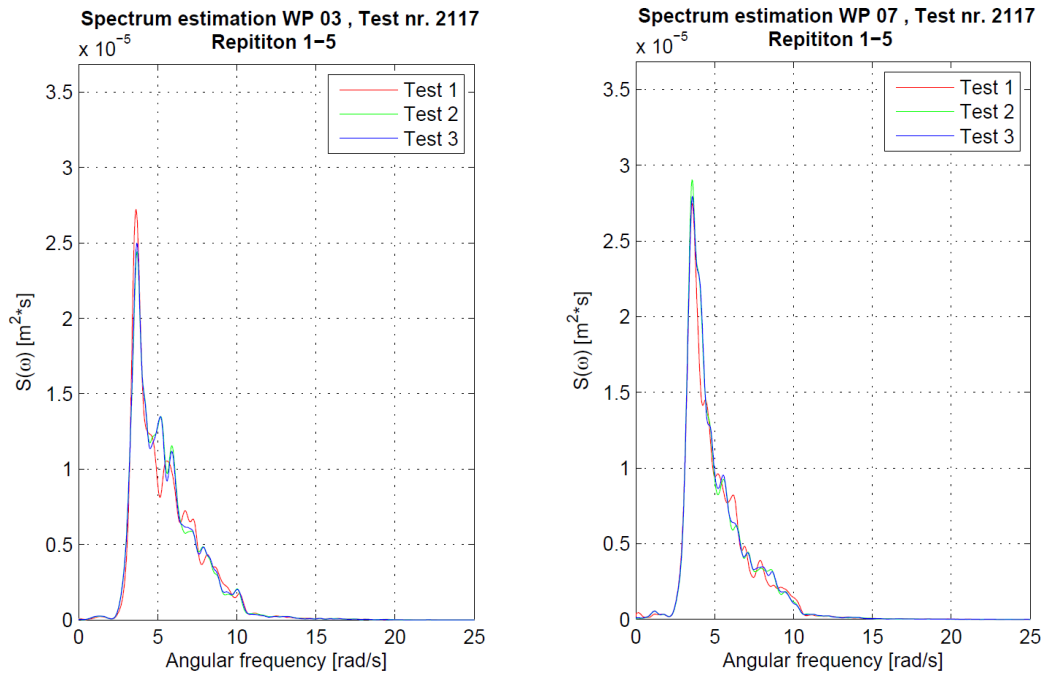 Spectrum estimation WP 03 , Test nr. 2117
Repititon 1−5
x 10⁻⁵
3.5
3
2.5
2
1.5
1
0.5
0
S(ω) [m²*s]
Test 1
Test 2
Test 3
0 5 10 15 20 25
Angular frequency [rad/s]
Spectrum estimation WP 07 , Test nr. 2117
Repititon 1−5
x 10⁻⁵
3.5
3
2.5
2
1.5
1
0.5
0
S(ω) [m²*s]
Test 1
Test 2
Test 3
0 5 10 15 20 25
Angular frequency [rad/s]